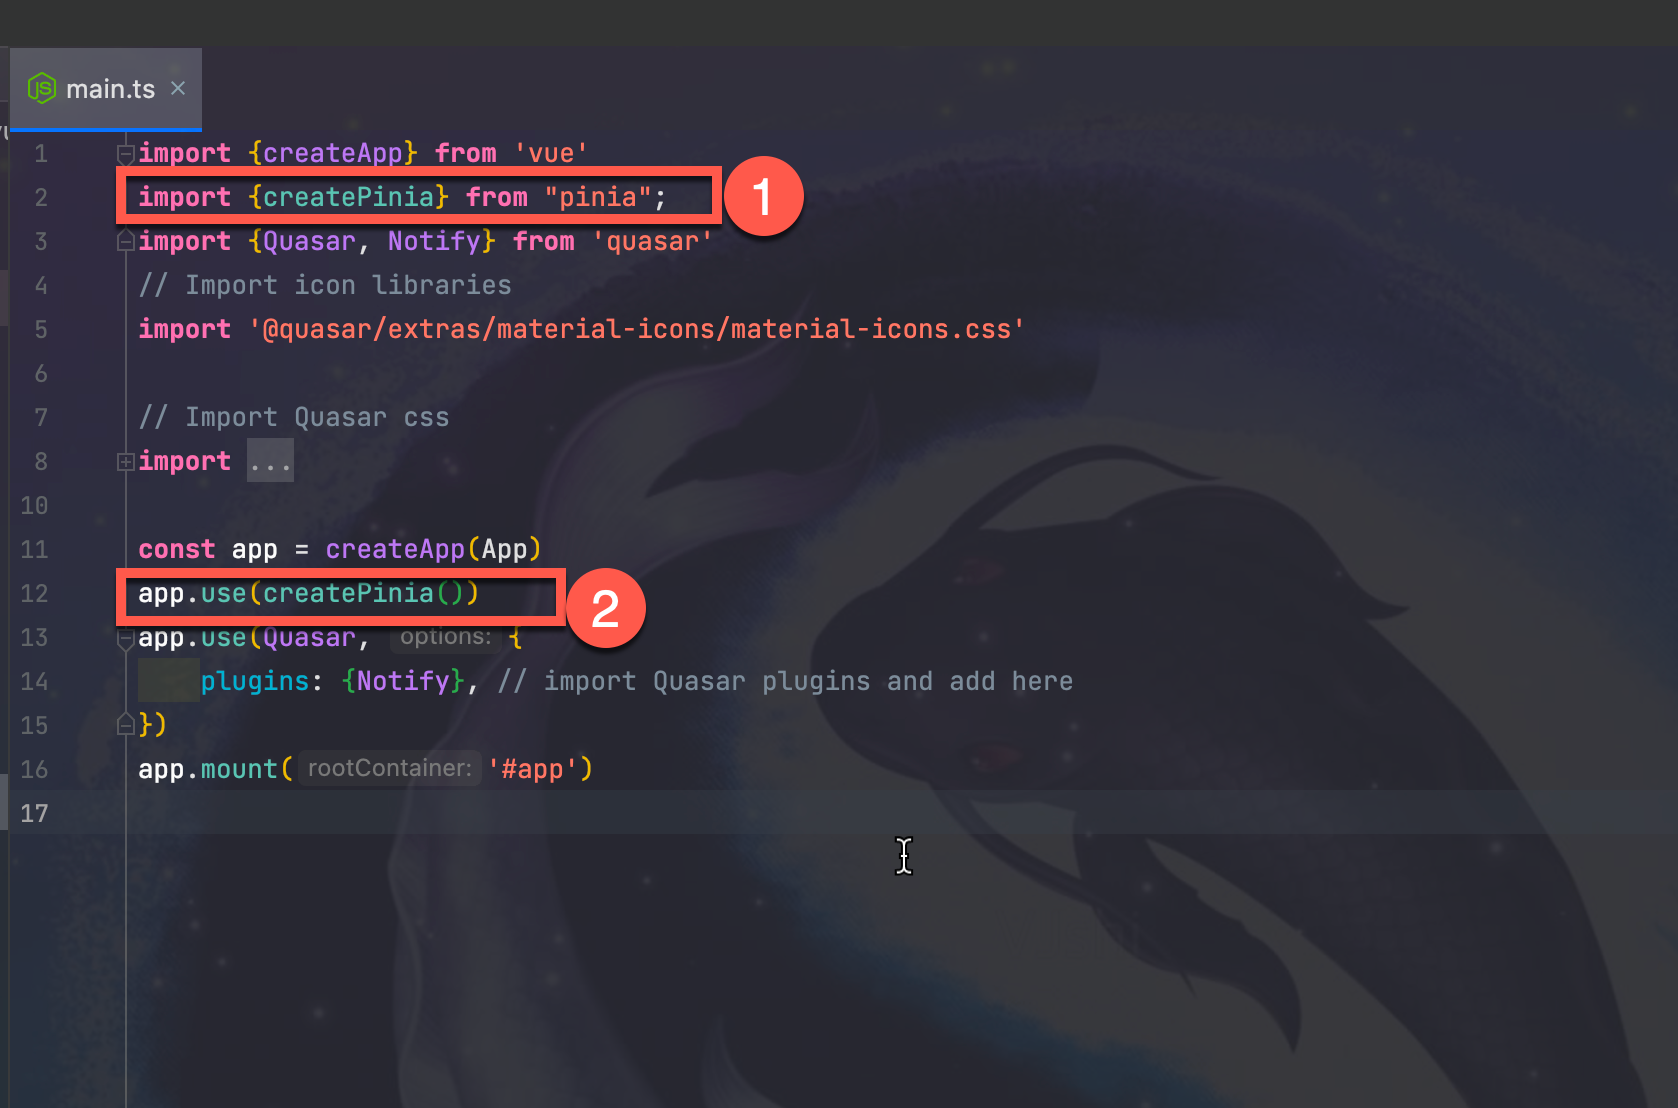 main.ts
1 import {createApp} from 'vue'
2 import {createPinia} from "pinia"; 1
3 import {Quasar, Notify} from 'quasar'
4 // Import icon libraries
5 import '@quasar/extras/material-icons/material-icons.css'
6
7 // Import Quasar css
8 import ...
10
11 const app = createApp(App)
12 app.use(createPinia()) 2
13 app.use(Quasar, options: {
14 plugins: {Notify}, // import Quasar plugins and add here
15 })
16 app.mount( rootContainer: '#app')
17